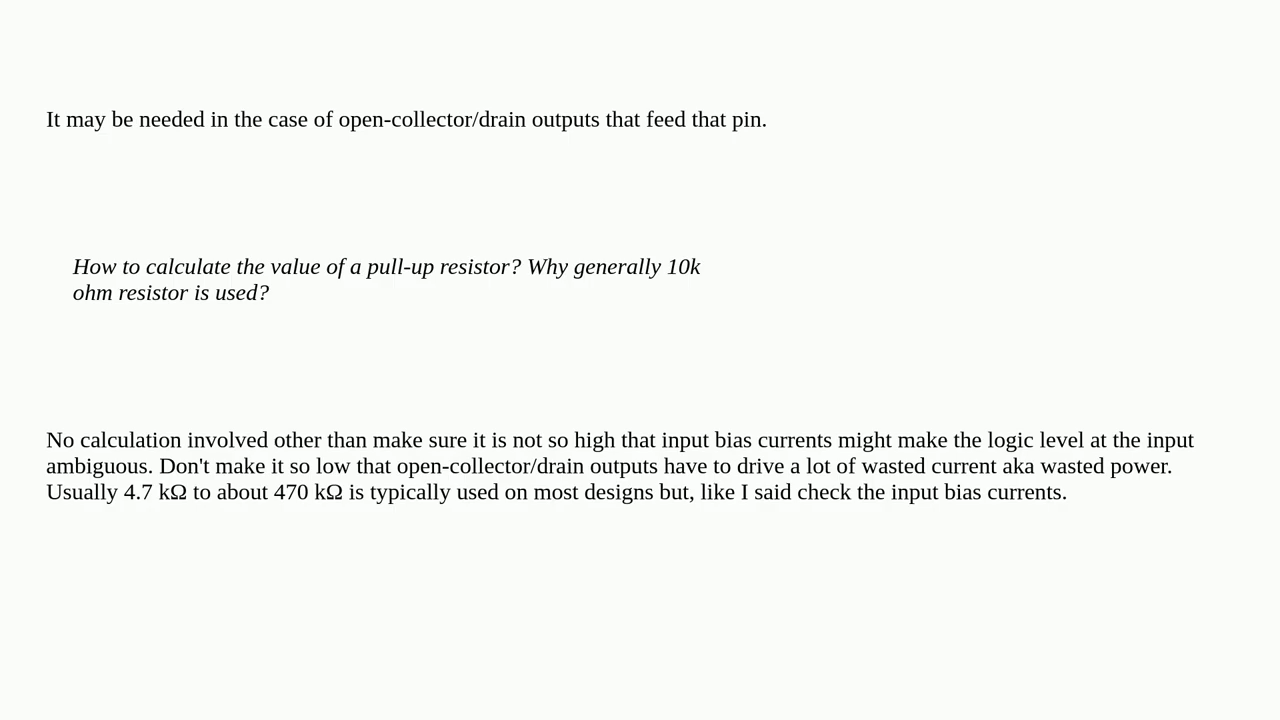 It may be needed in the case of open-collector/drain outputs that feed that pin.
How to calculate the value of a pull-up resistor? Why generally 10k
ohm resistor is used?
No calculation involved other than make sure it is not so high that input bias currents might make the logic level at the input
ambiguous. Don't make it so low that open-collector/drain outputs have to drive a lot of wasted current aka wasted power.
Usually 4.7 kΩ to about 470 kΩ is typically used on most designs but, like I said check the input bias currents.